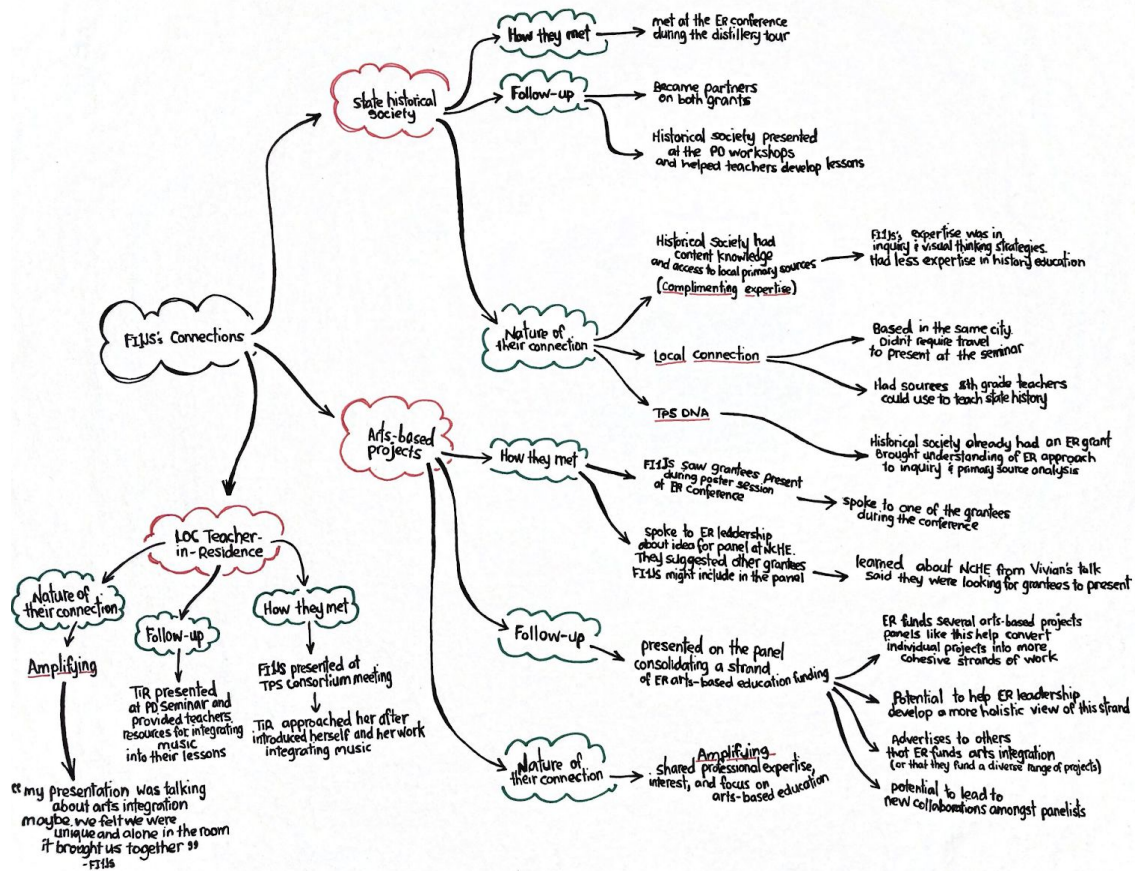 FI1JS's Connections
State historical
society
How they met
met at the ER conference
during the distillery tour
Follow-up
Became partners
on both grants
Historical society presented
at the PD workshops
and helped teachers develop lessons
Nature of
their connection
Historical Society had
content knowledge
and access to local primary sources
(Complimenting expertise)
FI1JS's expertise was in
inquiry & visual thinking strategies.
Had less expertise in history education
Local Connection
Based in the same city.
Didnt require travel
to present at the seminar
Had sources 8th grade teachers
could use to teach state history
TPS DNA
Historical society already had an ER grant
Brought understanding of ER approach
to inquiry & primary source analysis
Arts-based
projects
How they met
FI1JS saw grantees present
during poster session
of ER Conference
spoke to one of the grantees
during the conference
spoke to ER leadership
about idea for panel at NCHE.
They suggested other grantees
FI1JS might include in the panel
learned about NCHE from Vivian's talk
said they were looking for grantees to present
Follow-up
presented on the panel
consolidating a strand
of ER arts-based education funding
ER funds several arts-based projects
panels like this help convert
individual projects into more
cohesive strands of work
Potential to help ER leadership
develop a more holistic view of this strand
Advertises to others
that ER funds arts integration
(or that they fund a diverse range of projects)
potential to lead to
new collaborations amongst panelists
Nature of
their connection
Amplifying
shared professional expertise,
interest, and focus on
arts-based education
LOC Teacher-
in-Residence
Nature of
their connection
Amplifying
"my presentation was talking
about arts integration
maybe we felt we were
unique and alone in the room
it brought us together"
-FI1JS
Follow-up
TiR presented
at PD seminar and
provided teachers
resources for integrating
music
into their lessons
How they met
FI1JS presented at
TPS Consortium meeting
TiR approached her after
introduced herself and her work
integrating music